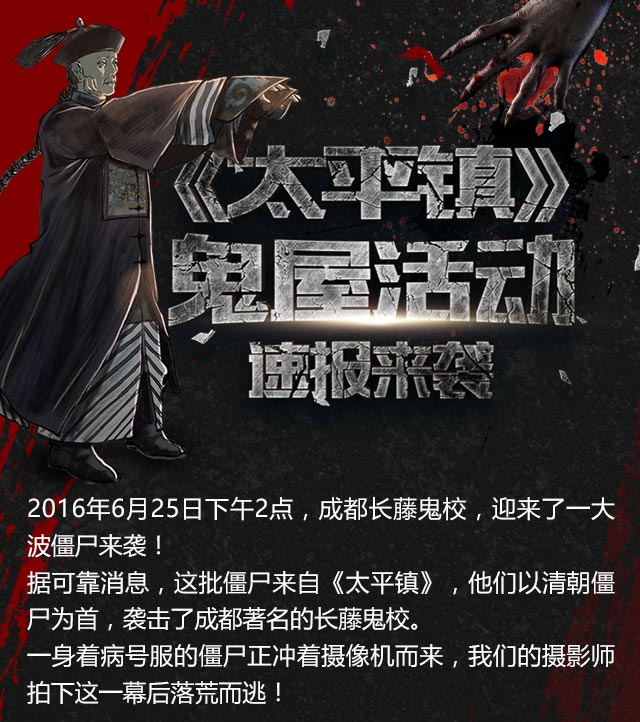 《太平镇》
鬼屋活动
速报来袭
2016年6月25日下午2点，成都长藤鬼校，迎来了一大
波僵尸来袭！
据可靠消息，这批僵尸来自《太平镇》，他们以清朝僵
尸为首，袭击了成都著名的长藤鬼校。
一身着病号服的僵尸正冲着摄像机而来，我们的摄影师
拍下这一幕后落荒而逃！